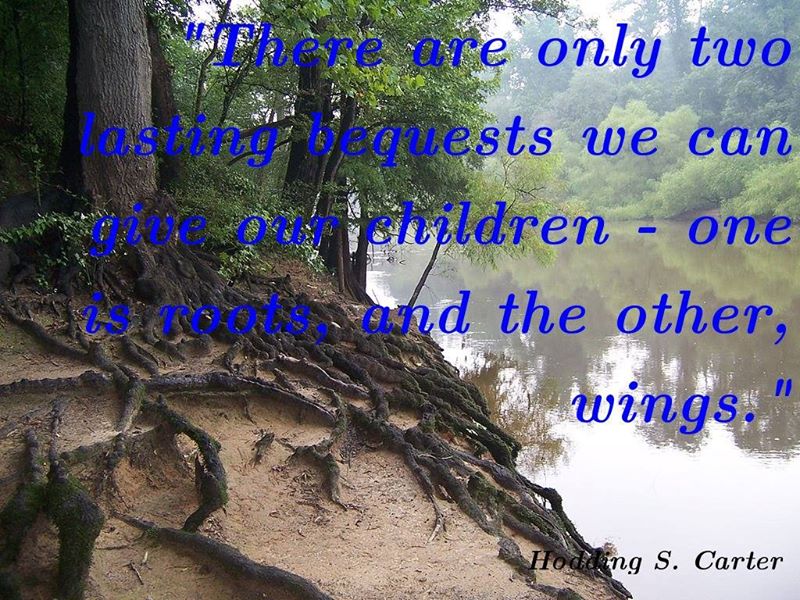 "There are only two
lasting bequests we can
give our children - one
is roots, and the other,
wings."
Hodding S. Carter